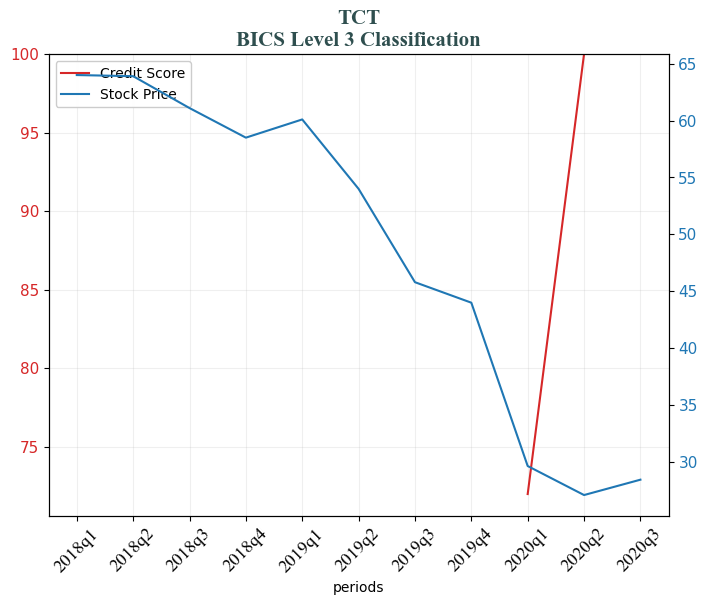 TCT
BICS Level 3 Classification
Credit Score
Stock Price
100
95
90
85
80
75
65
60
55
50
45
40
35
30
2018q1
2018q2
2018q3
2018q4
2019q1
2019q2
2019q3
2019q4
2020q1
2020q2
2020q3
periods